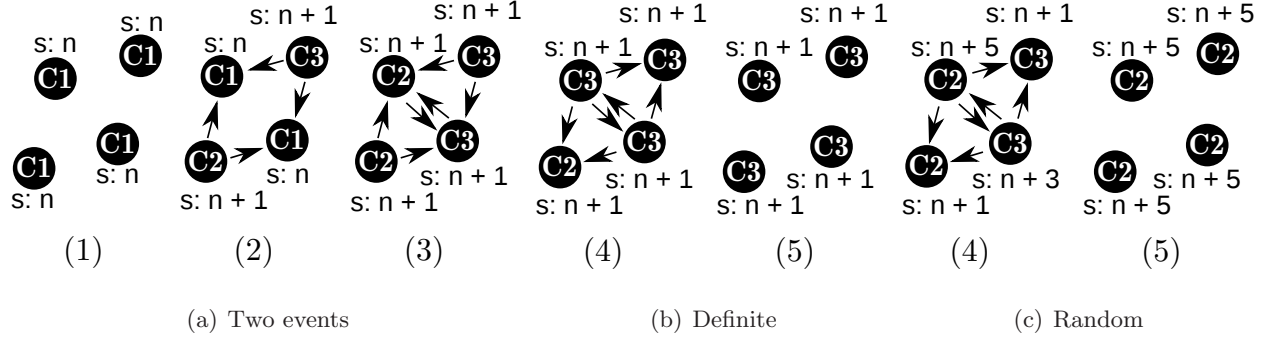 s: n
s: n
C1
C1
C1
C1
s: n
s: n
(1)
s: n + 1
s: n
C1
C3
C2
C1
s: n
s: n + 1
(2)
s: n + 1
s: n + 1
C2
C3
C2
C3
s: n + 1
s: n + 1
(3)
s: n + 1
s: n + 1
C3
C3
C2
C3
s: n + 1
s: n + 1
(4)
s: n + 1
s: n + 1
C3
C3
C3
C3
s: n + 1
s: n + 1
(5)
s: n + 1
s: n + 5
C2
C3
C2
C3
s: n + 3
s: n + 1
(4)
s: n + 5
s: n + 5
C2
C2
C2
C2
s: n + 5
s: n + 5
(5)
(a) Two events
(b) Definite
(c) Random